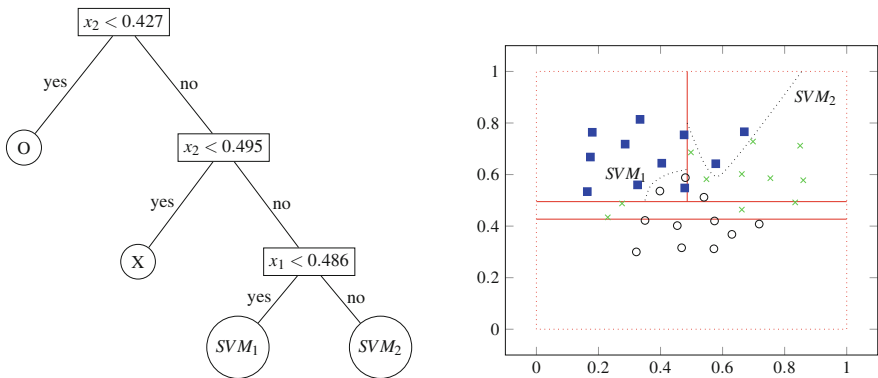 x₂ < 0.427
yes
no
O
x₂ < 0.495
yes
no
X
x₁ < 0.486
yes
no
SVM₁
SVM₂
1
0.8
0.6
0.4
0.2
0
SVM₂
SVM₁
0
0.2
0.4
0.6
0.8
1